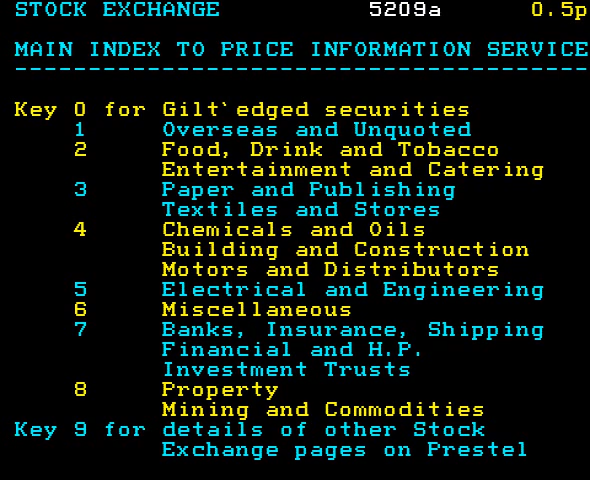 STOCK EXCHANGE 5209a 0.5p
MAIN INDEX TO PRICE INFORMATION SERVICE
---------------------------------------
Key 0 for Gilt`edged securities
1 Overseas and Unquoted
2 Food, Drink and Tobacco
Entertainment and Catering
3 Paper and Publishing
Textiles and Stores
4 Chemicals and Oils
Building and Construction
Motors and Distributors
5 Electrical and Engineering
6 Miscellaneous
7 Banks, Insurance, Shipping
Financial and H.P.
Investment Trusts
8 Property
Mining and Commodities
Key 9 for details of other Stock
Exchange pages on Prestel